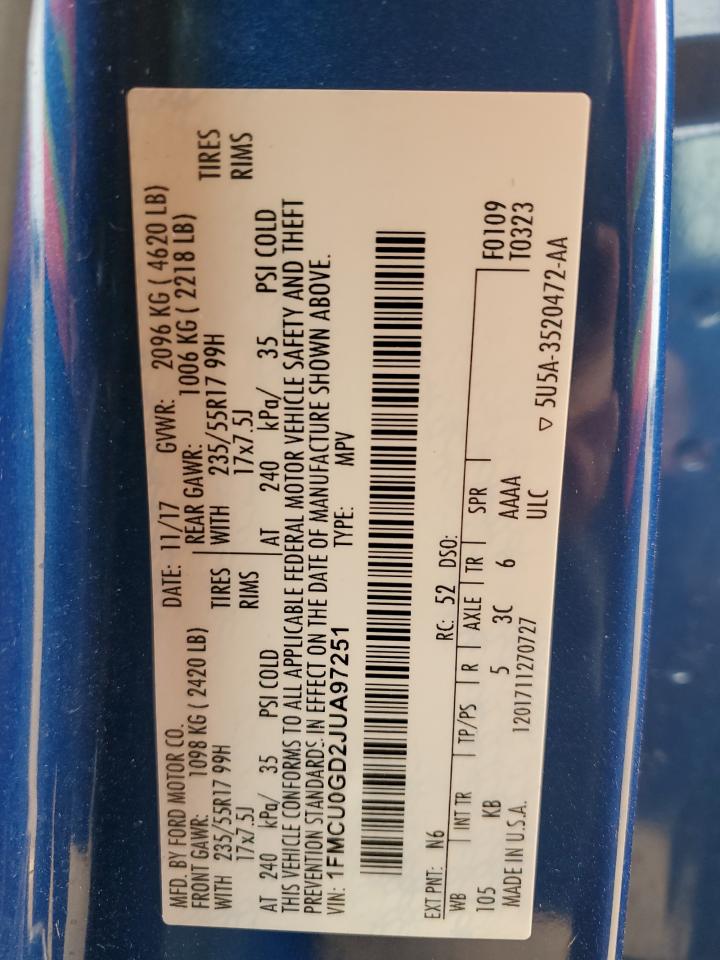 MFD. BY FORD MOTOR CO. DATE: 11/17 GVWR: 2096 KG ( 4620 LB)
FRONT GAWR: 1098 KG ( 2420 LB) REAR GAWR: 1006 KG ( 2218 LB)
WITH 235/55R17 99H TIRES WITH 235/55R17 99H TIRES
17x7.5J RIMS 17x7.5J RIMS
AT 240 kPa/ 35 PSI COLD AT 240 kPa/ 35 PSI COLD
THIS VEHICLE CONFORMS TO ALL APPLICABLE FEDERAL MOTOR VEHICLE SAFETY AND THEFT
PREVENTION STANDARDS IN EFFECT ON THE DATE OF MANUFACTURE SHOWN ABOVE.
VIN: 1FMCU0GD2JUA97251 TYPE: MPV
EXT PNT: N6 RC: 52 DSO:
WB INT TR TP/PS R AXLE TR SPR F0109
105 KB 5 3C 6 AAAA T0323
MADE IN U.S.A. 1201711270727 ULC ▽ 5U5A-3520472-AA